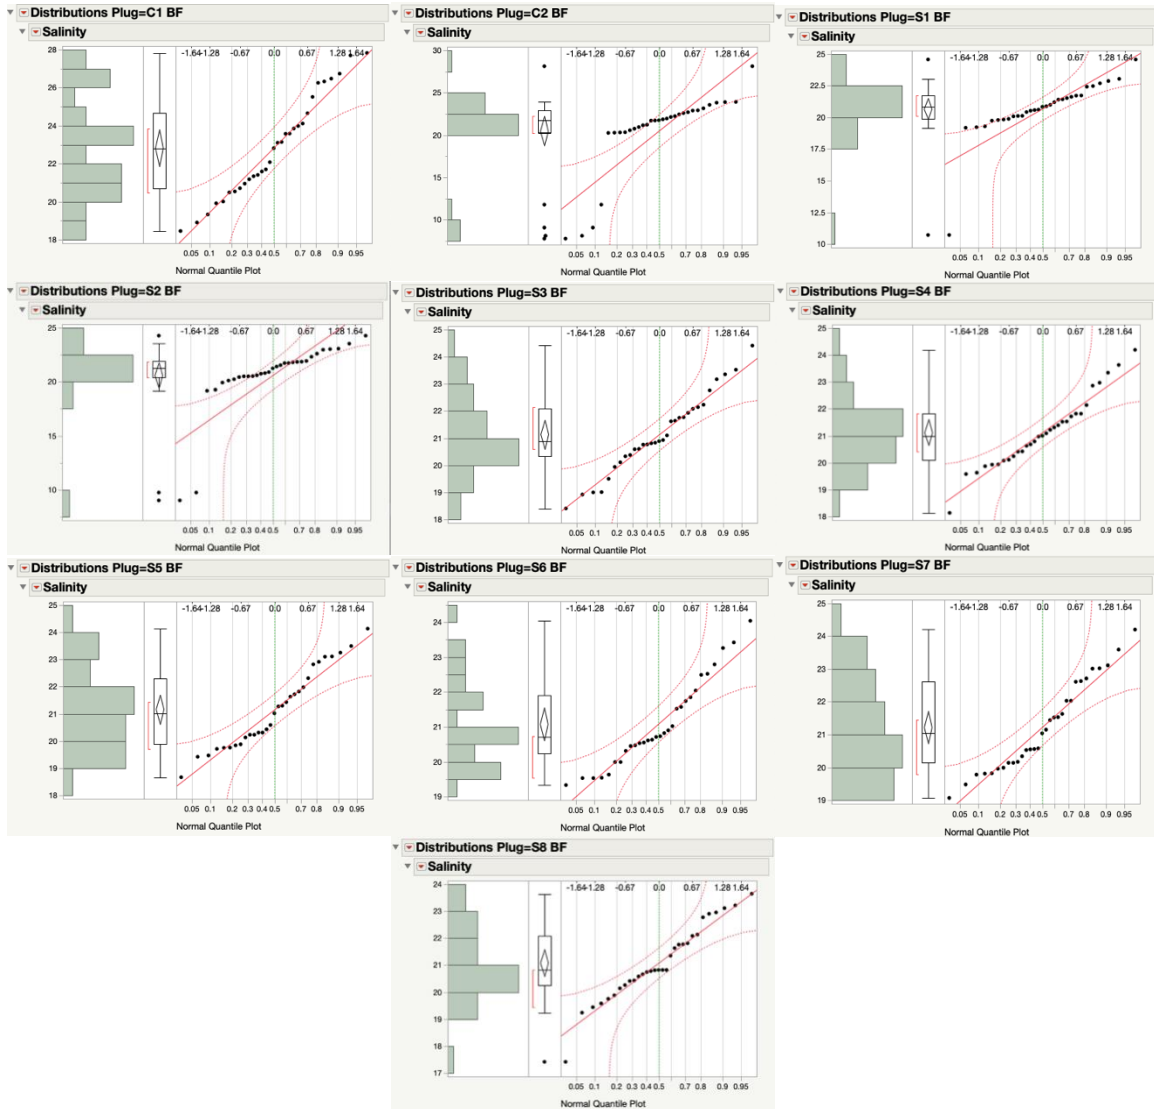 Distributions Plug=C1 BF
Salinity
-1.64 -1.28 -0.67 0.0 0.67 1.28 1.64
28
26
24
22
20
18
0.05 0.1 0.2 0.3 0.4 0.5 0.6 0.7 0.8 0.9 0.95
Normal Quantile Plot
Distributions Plug=C2 BF
Salinity
-1.64 -1.28 -0.67 0.0 0.67 1.28 1.64
30
25
20
15
10
0.05 0.1 0.2 0.3 0.4 0.5 0.6 0.7 0.8 0.9 0.95
Normal Quantile Plot
Distributions Plug=S1 BF
Salinity
-1.64 -1.28 -0.67 0.0 0.67 1.28 1.64
25
22.5
20
17.5
15
12.5
10
0.05 0.1 0.2 0.3 0.4 0.5 0.7 0.8 0.9 0.95
Normal Quantile Plot
Distributions Plug=S2 BF
Salinity
-1.64 -1.28 -0.67 0.0 0.67 1.28 1.64
25
20
15
10
0.05 0.1 0.2 0.3 0.4 0.5 0.6 0.7 0.8 0.9 0.95
Normal Quantile Plot
Distributions Plug=S3 BF
Salinity
-1.64 -1.28 -0.67 0.0 0.67 1.28 1.64
25
24
23
22
21
20
19
18
0.05 0.1 0.2 0.3 0.4 0.5 0.7 0.8 0.9 0.95
Normal Quantile Plot
Distributions Plug=S4 BF
Salinity
-1.64 -1.28 -0.67 0.0 0.67 1.28 1.64
25
24
23
22
21
20
19
18
0.05 0.1 0.2 0.3 0.4 0.5 0.7 0.8 0.9 0.95
Normal Quantile Plot
Distributions Plug=S5 BF
Salinity
-1.64 -1.28 -0.67 0.0 0.67 1.28 1.64
25
24
23
22
21
20
19
18
0.05 0.1 0.2 0.3 0.4 0.5 0.7 0.8 0.9 0.95
Normal Quantile Plot
Distributions Plug=S6 BF
Salinity
-1.64 -1.28 -0.67 0.0 0.67 1.28 1.64
25
24
23
22
21
20
19
0.05 0.1 0.2 0.3 0.4 0.5 0.7 0.8 0.9 0.95
Normal Quantile Plot
Distributions Plug=S7 BF
Salinity
-1.64 -1.28 -0.67 0.0 0.67 1.28 1.64
25
24
23
22
21
20
19
0.05 0.1 0.2 0.3 0.4 0.5 0.7 0.8 0.9 0.95
Normal Quantile Plot
Distributions Plug=S8 BF
Salinity
-1.64 -1.28 -0.67 0.0 0.67 1.28 1.64
24
23
22
21
20
19
18
17
0.05 0.1 0.2 0.3 0.4 0.5 0.7 0.8 0.9 0.95
Normal Quantile Plot